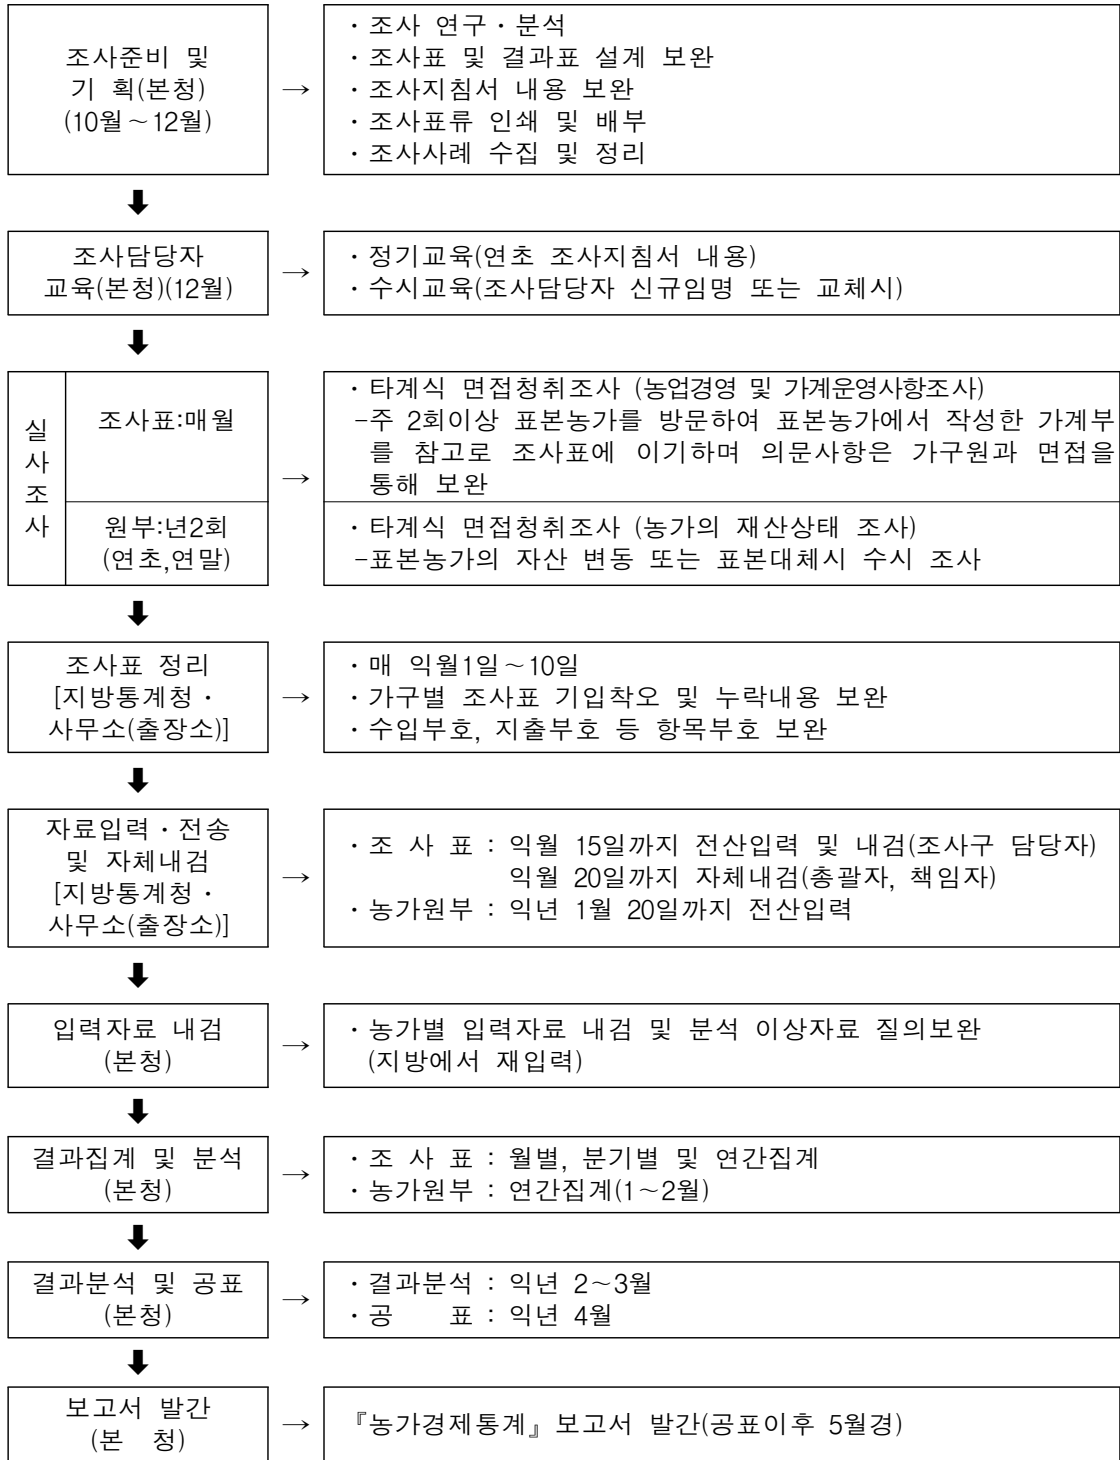 조사준비 및
기 획(본청)
(10월～12월)
→
·조사 연구·분석
·조사표 및 결과표 설계 보완
·조사지침서 내용 보완
·조사표류 인쇄 및 배부
·조사사례 수집 및 정리
조사담당자
교육(본청)(12월)
→
·정기교육(연초 조사지침서 내용)
·수시교육(조사담당자 신규임명 또는 교체시)
실
사
조
사
조사표:매월
→
·타계식 면접청취조사 (농업경영 및 가계운영사항조사)
-주 2회이상 표본농가를 방문하여 표본농가에서 작성한 가계부
를 참고로 조사표에 이기하며 의문사항은 가구원과 면접을
통해 보완
원부:년2회
(연초,연말)
·타계식 면접청취조사 (농가의 재산상태 조사)
-표본농가의 자산 변동 또는 표본대체시 수시 조사
조사표 정리
[지방통계청·
사무소(출장소)]
→
·매 익월1일～10일
·가구별 조사표 기입착오 및 누락내용 보완
·수입부호, 지출부호 등 항목부호 보완
자료입력·전송
및 자체내검
[지방통계청·
사무소(출장소)]
→
·조 사 표 : 익월 15일까지 전산입력 및 내검(조사구 담당자)
익월 20일까지 자체내검(총괄자, 책임자)
·농가원부 : 익년 1월 20일까지 전산입력
입력자료 내검
(본청)
→
·농가별 입력자료 내검 및 분석 이상자료 질의보완
(지방에서 재입력)
결과집계 및 분석
(본청)
→
·조 사 표 : 월별, 분기별 및 연간집계
·농가원부 : 연간집계(1～2월)
결과분석 및 공표
(본청)
→
·결과분석 : 익년 2～3월
·공 표 : 익년 4월
보고서 발간
(본 청)
→
『농가경제통계』보고서 발간(공표이후 5월경)